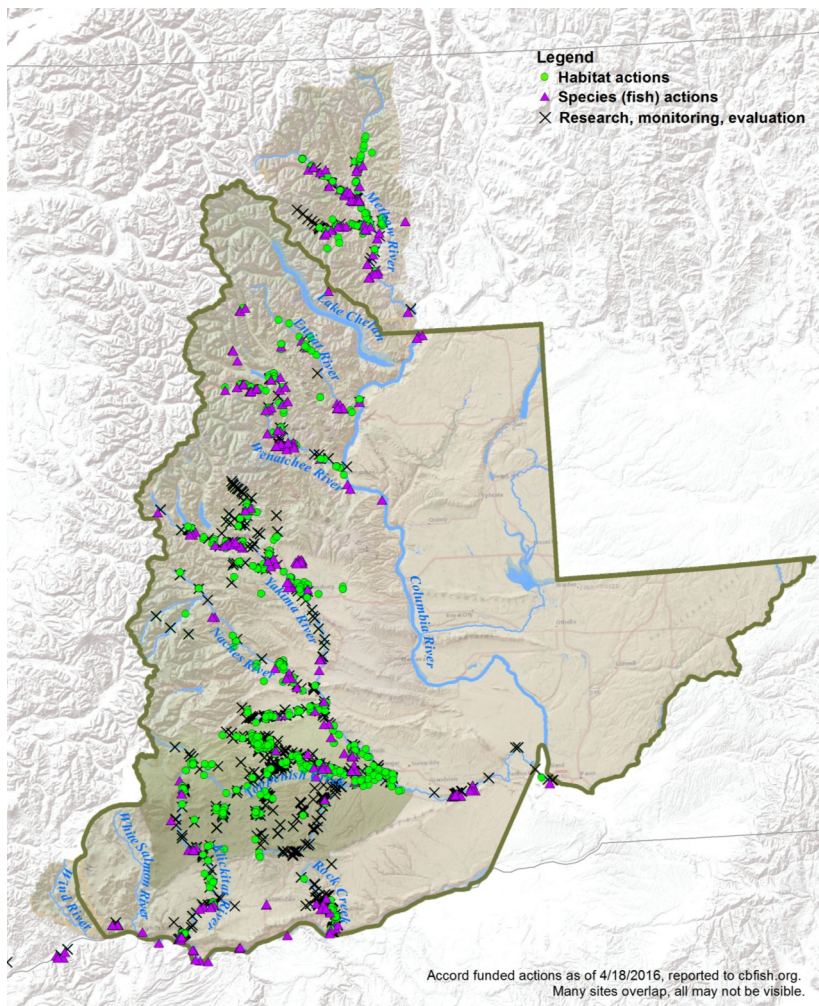 Legend
Habitat actions
Species (fish) actions
Research, monitoring, evaluation
Methow River
Lake Chelan
Entiat River
Wenatchee River
Yakima River
Columbia River
Naches River
Toppenish Creek
White Salmon River
Klickitat River
Rock Creek
Wind River
Accord funded actions as of 4/18/2016, reported to cbfish.org.
Many sites overlap, all may not be visible.